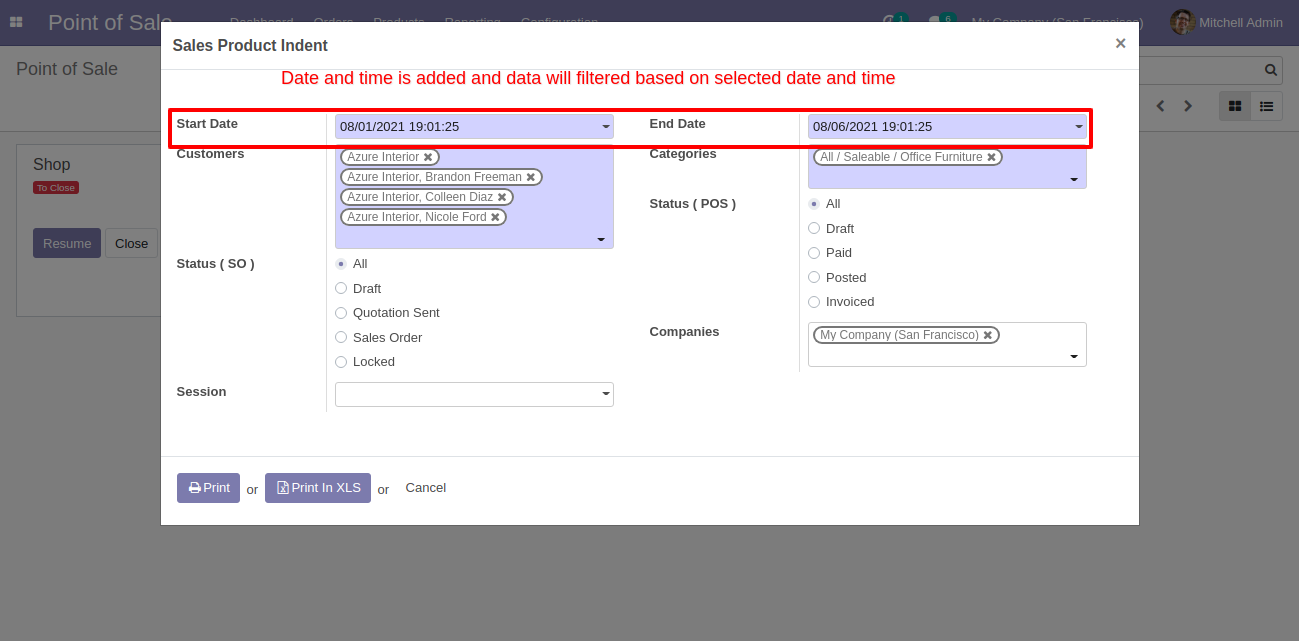 Point of Sale Dashboard Orders Products Reporting Configuration 1 6 My Company (San Francisco) Mitchell Admin
Sales Product Indent ×
Point of Sale
Date and time is added and data will filtered based on selected date and time
Start Date 08/01/2021 19:01:25 End Date 08/06/2021 19:01:25
Customers Azure Interior Categories All / Saleable / Office Furniture
Azure Interior, Brandon Freeman
Azure Interior, Colleen Diaz
Azure Interior, Nicole Ford
Shop
To Close
Resume Close
Status ( POS ) All
Draft
Paid
Posted
Invoiced
Status ( SO ) All
Draft
Quotation Sent
Sales Order
Locked
Companies My Company (San Francisco)
Session
Print or Print In XLS or Cancel